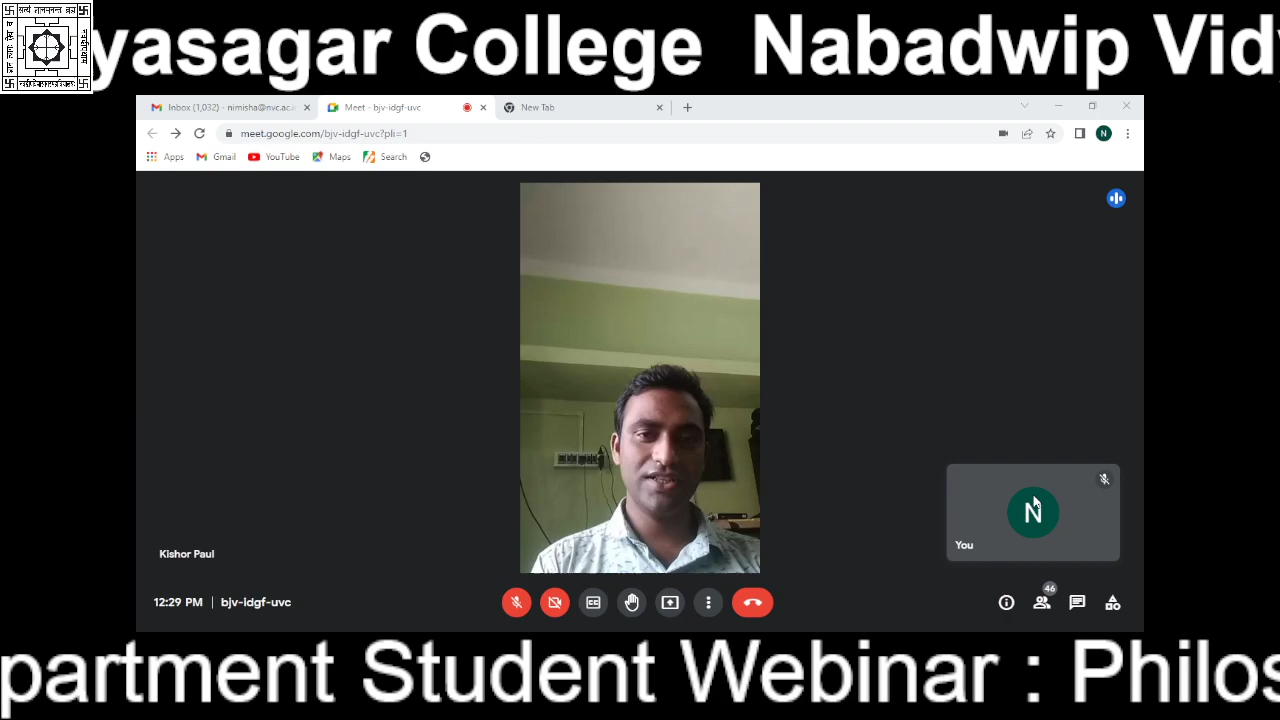 yasagar College Nabadwip Vidy
Inbox (1,032) - nimisha@nvc.ac.i
Meet - bjv-idgf-uvc
New Tab
meet.google.com/bjv-idgf-uvc?pli=1
N
Apps
Gmail
YouTube
Maps
Search
N
You
Kishor Paul
12:29 PM | bjv-idgf-uvc
CC
46
partment Student Webinar : Philos